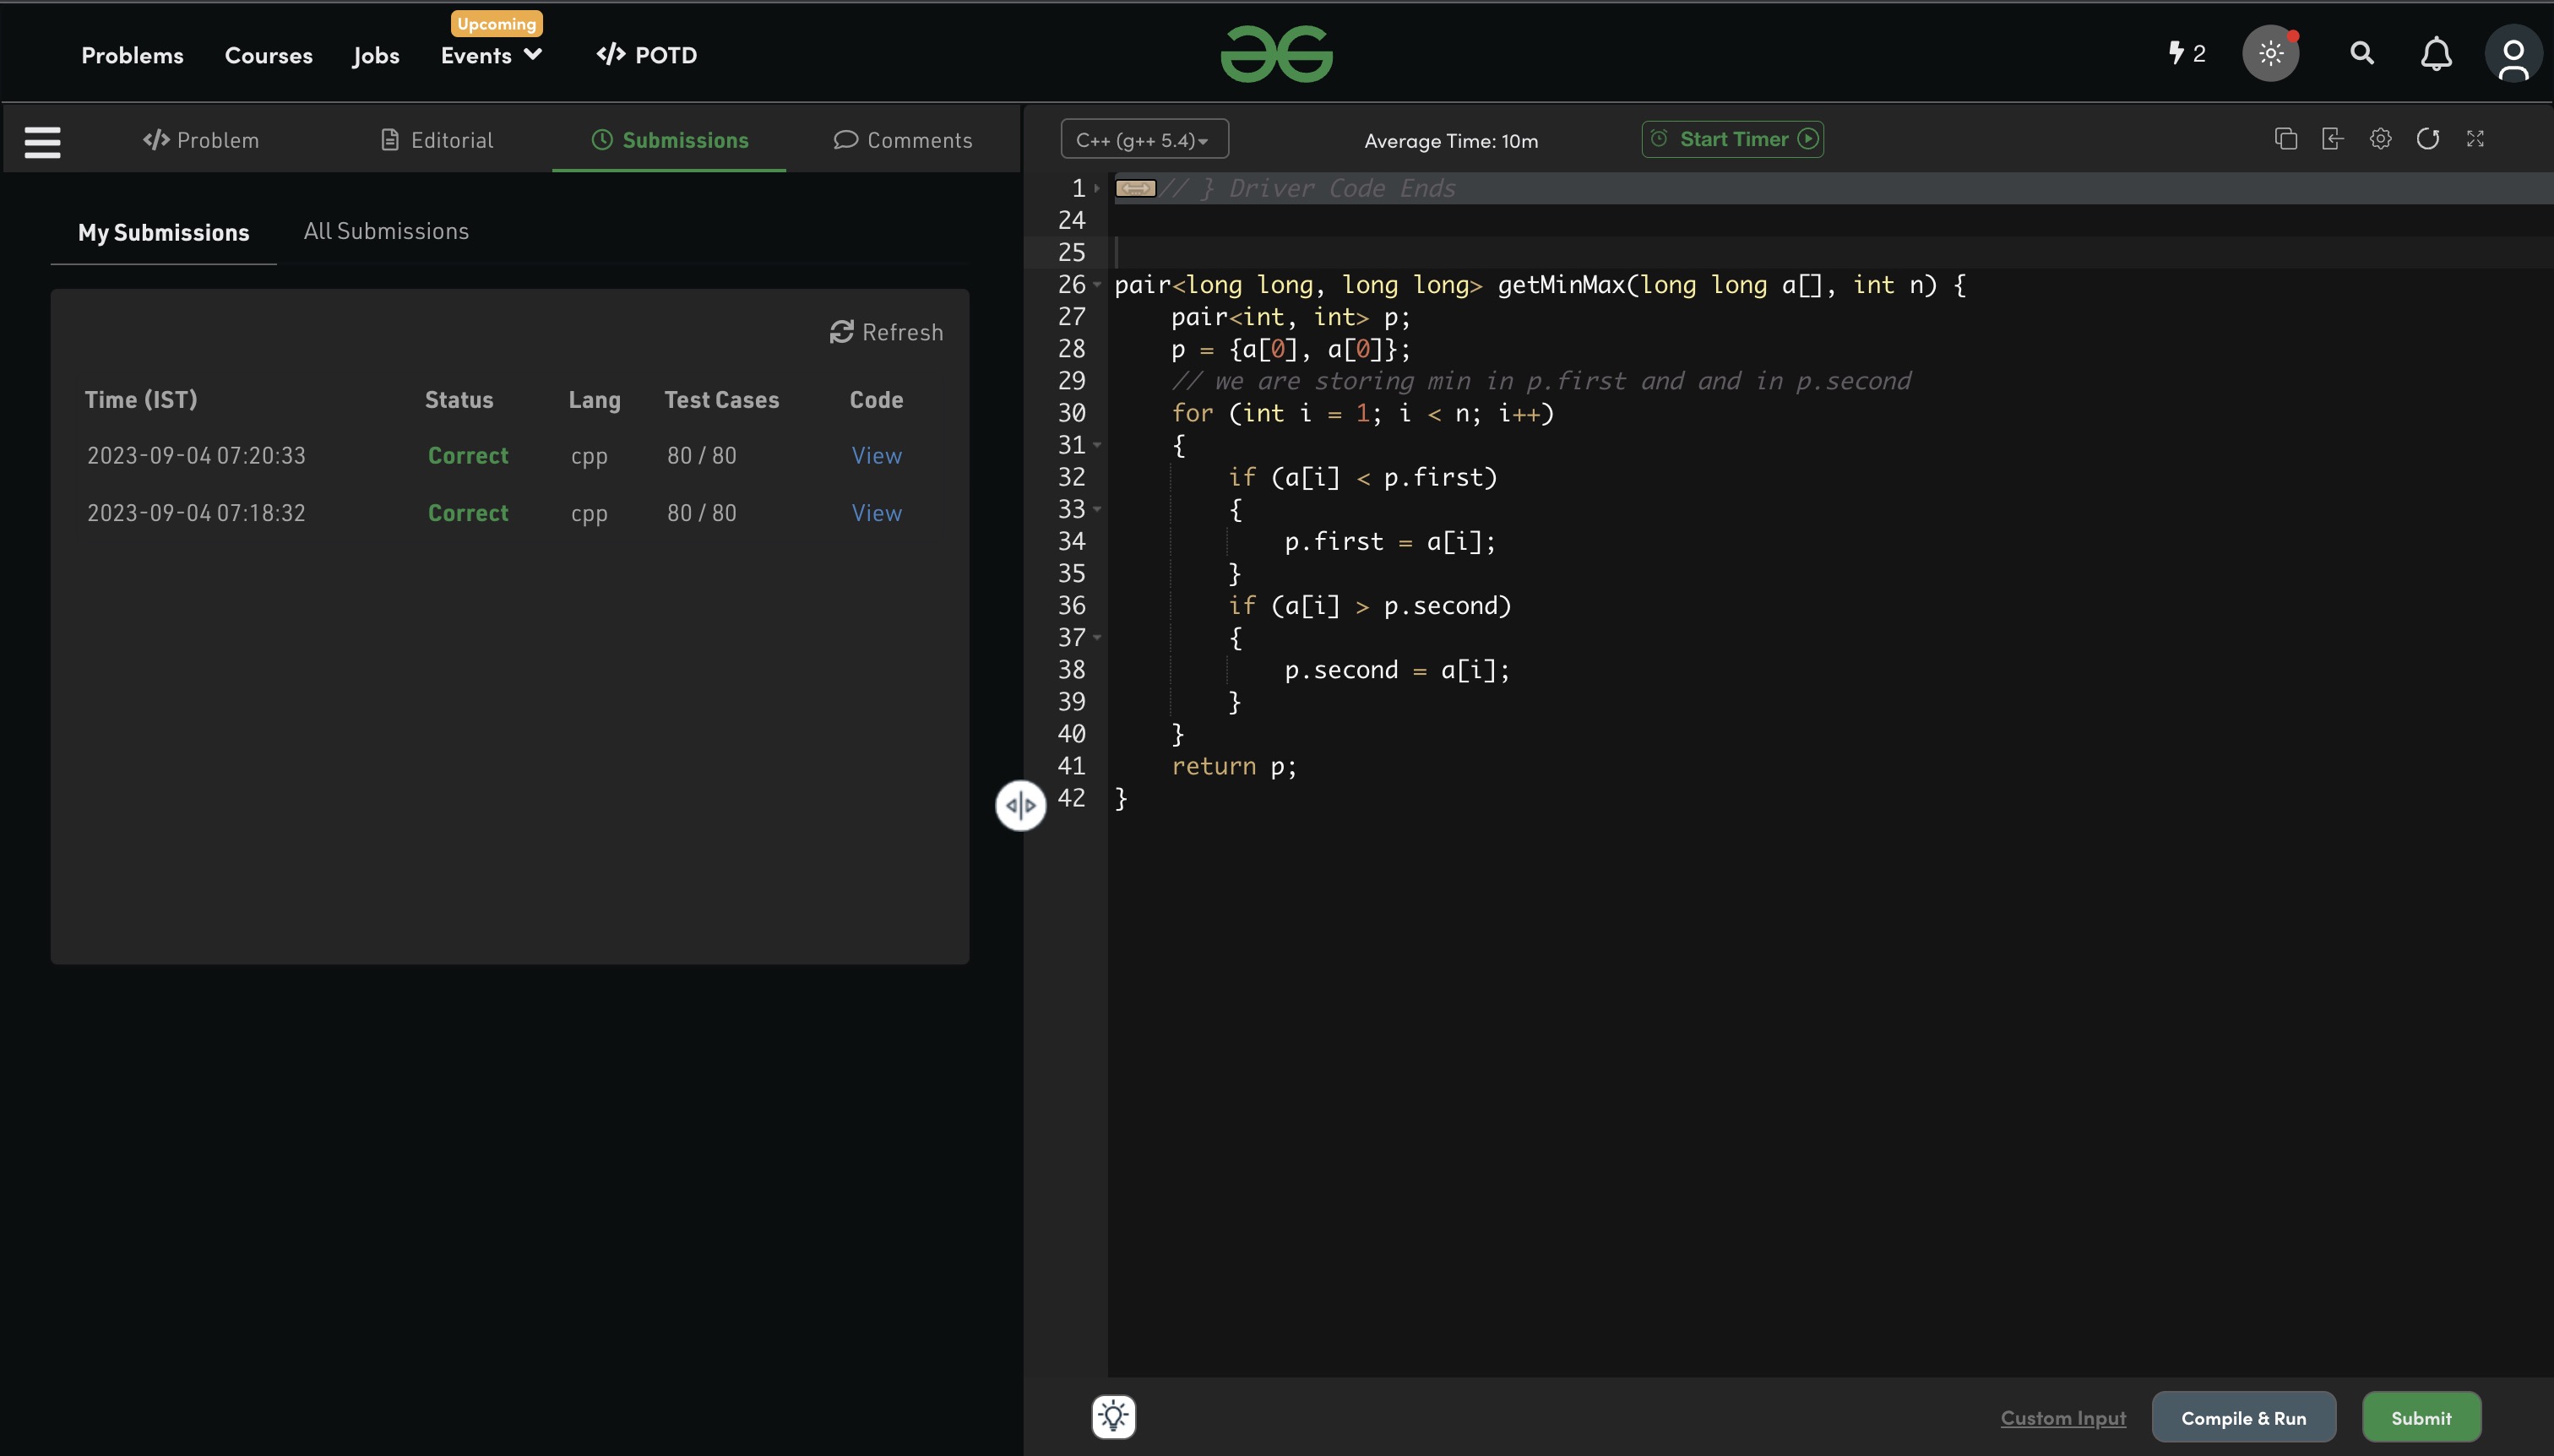 Upcoming
Problems Courses Jobs Events </> POTD
2
</> Problem Editorial Submissions Comments
My Submissions All Submissions
Refresh
Time (IST) Status Lang Test Cases Code
2023-09-04 07:20:33 Correct cpp 80 / 80 View
2023-09-04 07:18:32 Correct cpp 80 / 80 View
C++ (g++ 5.4) Average Time: 10m Start Timer
1 // } Driver Code Ends
24
25
26 pair<long long, long long> getMinMax(long long a[], int n) {
27 pair<int, int> p;
28 p = {a[0], a[0]};
29 // we are storing min in p.first and and in p.second
30 for (int i = 1; i < n; i++)
31 {
32 if (a[i] < p.first)
33 {
34 p.first = a[i];
35 }
36 if (a[i] > p.second)
37 {
38 p.second = a[i];
39 }
40 }
41 return p;
42 }
Custom Input Compile & Run Submit